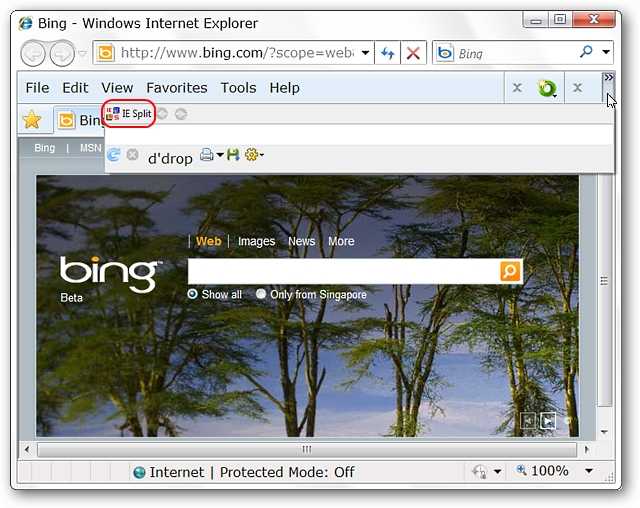 Bing - Windows Internet Explorer
http://www.bing.com/?scope=web
Bing
File Edit View Favorites Tools Help
IE Split
Bing
Bing | MSN
d'drop
Web | Images News | More
bing™
Beta
Show all Only from Singapore
Internet | Protected Mode: Off
100%